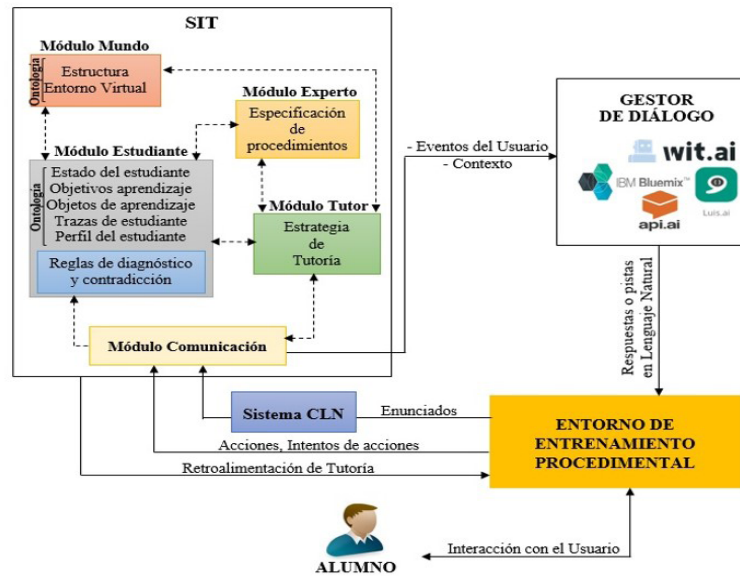 SIT
Módulo Mundo
Ontología
Estructura
Entorno Virtual
Módulo Experto
Especificación
de
procedimientos
Módulo Estudiante
Ontología
Estado del estudiante
Objetivos aprendizaje
Objetos de aprendizaje
Trazas de estudiante
Perfil del estudiante
Reglas de diagnóstico
y contradicción
Módulo Tutor
Estrategia
de
Tutoría
Módulo Comunicación
- Eventos del Usuario
- Contexto
GESTOR
DE DIÁLOGO
wit.ai
IBM Bluemix™
api.ai
Luis.ai
Respuestas o pistas
en Lenguaje Natural
Sistema CLN
Enunciados
Acciones, Intentos de acciones
Retroalimentación de Tutoría
ENTORNO DE
ENTRENAMIENTO
PROCEDIMENTAL
Interacción con el Usuario
ALUMNO